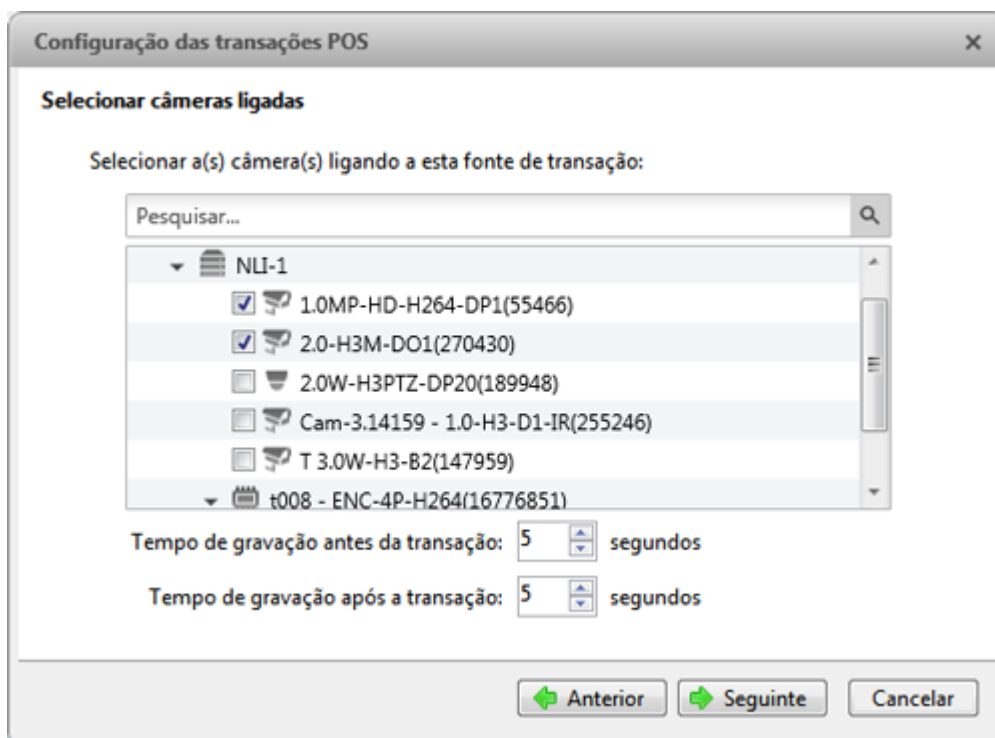 Configuração das transações POS
Selecionar câmeras ligadas
Selecionar a(s) câmera(s) ligando a esta fonte de transação:
Pesquisar...
NLI-1
1.0MP-HD-H264-DP1(55466)
2.0-H3M-DO1(270430)
2.0W-H3PTZ-DP20(189948)
Cam-3.14159 - 1.0-H3-D1-IR(255246)
T 3.0W-H3-B2(147959)
t008 - ENC-4P-H264(16776851)
Tempo de gravação antes da transação: 5 segundos
Tempo de gravação após a transação: 5 segundos
Anterior Seguinte Cancelar